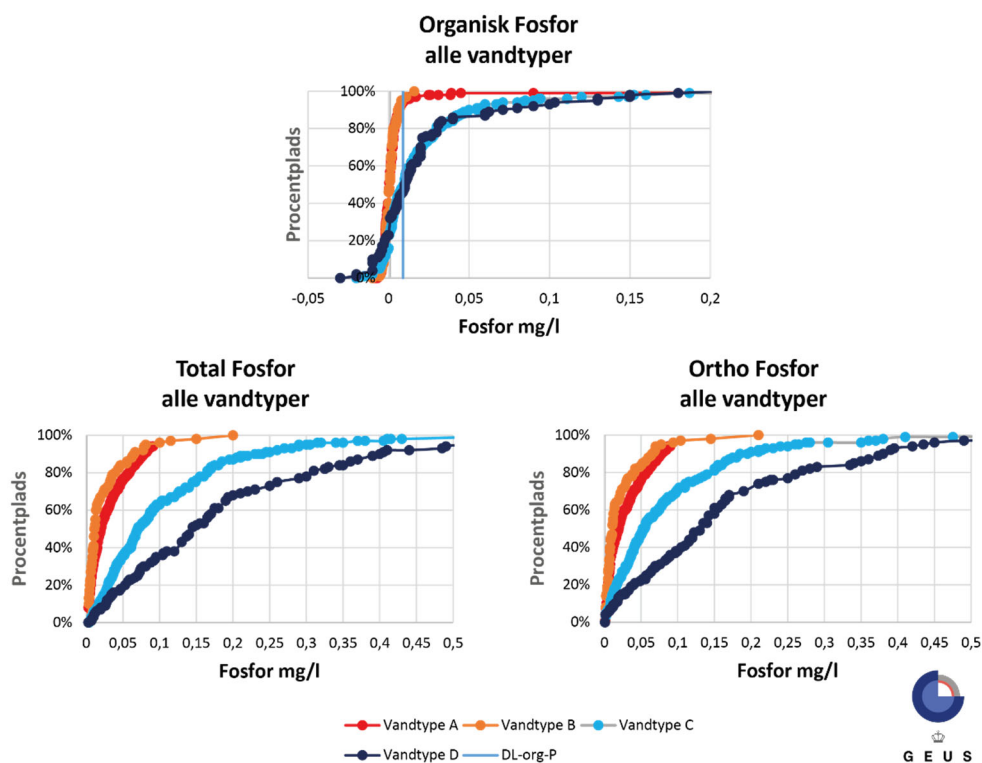 Organisk Fosfor
alle vandtyper
Procentplads
100%
80%
60%
40%
20%
0%
-0,05 0 0,05 0,1 0,15 0,2
Fosfor mg/l
Total Fosfor
alle vandtyper
Procentplads
100%
80%
60%
40%
20%
0%
0 0,05 0,1 0,15 0,2 0,25 0,3 0,35 0,4 0,45 0,5
Fosfor mg/l
Ortho Fosfor
alle vandtyper
Procentplads
100%
80%
60%
40%
20%
0%
0 0,05 0,1 0,15 0,2 0,25 0,3 0,35 0,4 0,45 0,5
Fosfor mg/l
Vandtype A Vandtype B Vandtype C
Vandtype D DL-org-P
G E U S